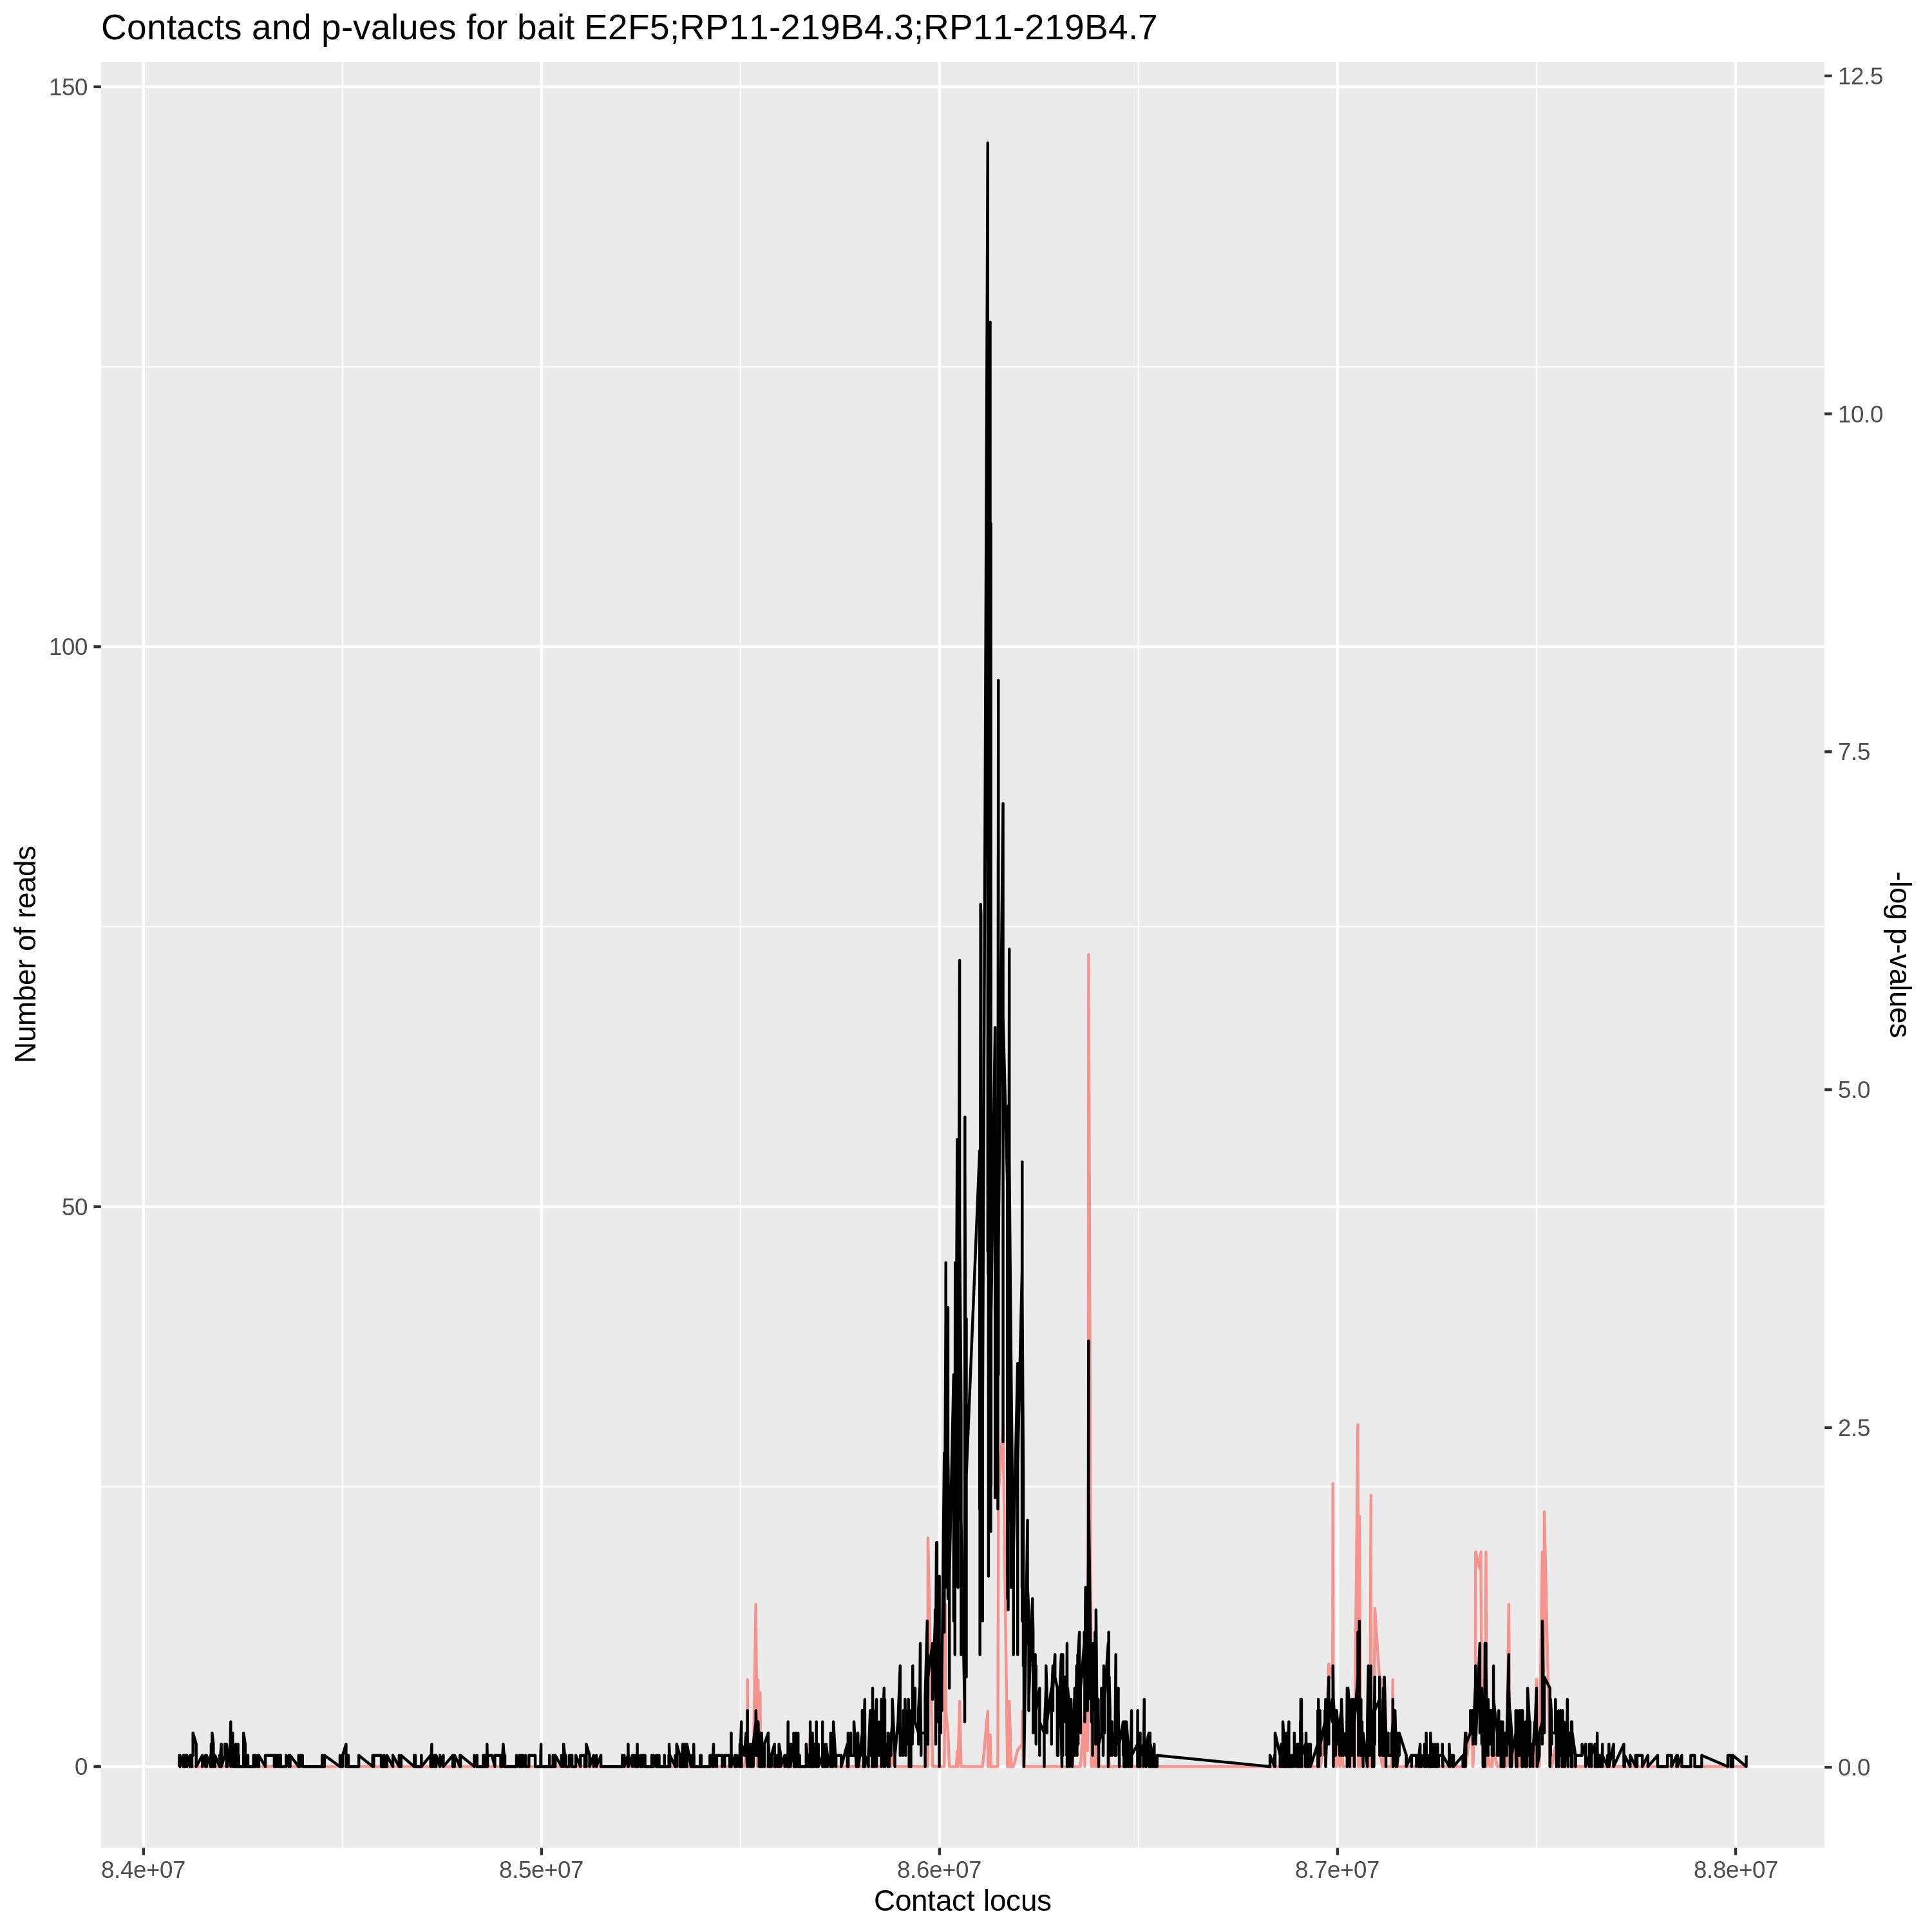 Contacts and p-values for bait E2F5;RP11-219B4.3;RP11-219B4.7
150
100
50
0
Number of reads
12.5
10.0
7.5
5.0
2.5
0.0
-log p-values
8.4e+07
8.5e+07
8.6e+07
8.7e+07
8.8e+07
Contact locus